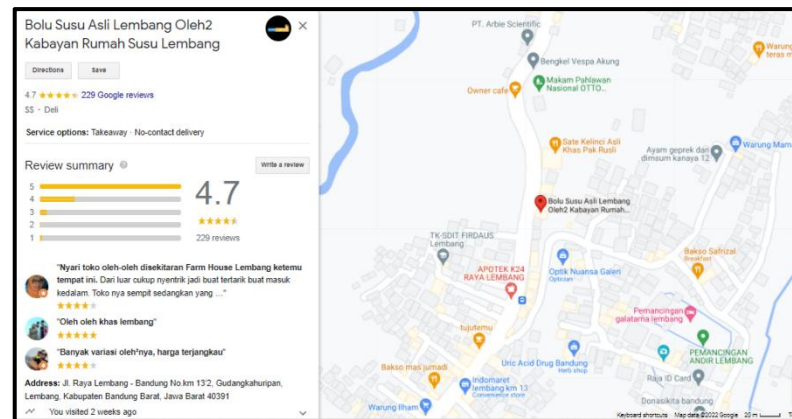 Bolu Susu Asli Lembang Oleh2
Kabayan Rumah Susu Lembang
Directions
Save
4.7 229 Google reviews
$$ · Deli
Service options: Takeaway · No-contact delivery
Review summary
Write a review
5
4
3
2
1
4.7
229 reviews
"Nyari toko oleh-oleh disekitaran Farm House Lembang ketemu
tempat ini. Dari luar cukup nyentrik jadi buat tertarik buat masuk
kedalam. Toko nya sempit sedangkan yang ..."
"Oleh oleh khas lembang"
"Banyak variasi oleh²nya, harga terjangkau"
Address: Jl. Raya Lembang - Bandung No.km 13'2, Gudangkahuripan,
Lembang, Kabupaten Bandung Barat, Jawa Barat 40391
You visited 2 weeks ago
PT. Arbie Scientific
Bengkel Vespa Akung
Makam Pahlawan
Nasional OTTO...
Owner cafe
Warung
teras m
Sate Kelinci Asli
Khas Pak Rusli
Ayam geprek dan
dimsum kanaya 12
Warung Mam
Bolu Susu Asli Lembang
Oleh2 Kabayan Rumah...
TK-SDIT FIRDAUS
Lembang
Optik Nuansa Galeri
Optician
Bakso Safrizal
Breakfast
APOTEK K24
RAYA LEMBANG
Pemancingan
galatama lembang
tujutemu
PEMANCINGAN
ANDIR LEMBANG
Uric Acid Drug Bandung
Herb shop
Bakso mas jumadi
Raja ID Card
Indomaret
lembang km 13
Convenience store
Donasikita bandung
Warung Ilham
Keyboard shortcuts Map data ©2022 Google 20 m